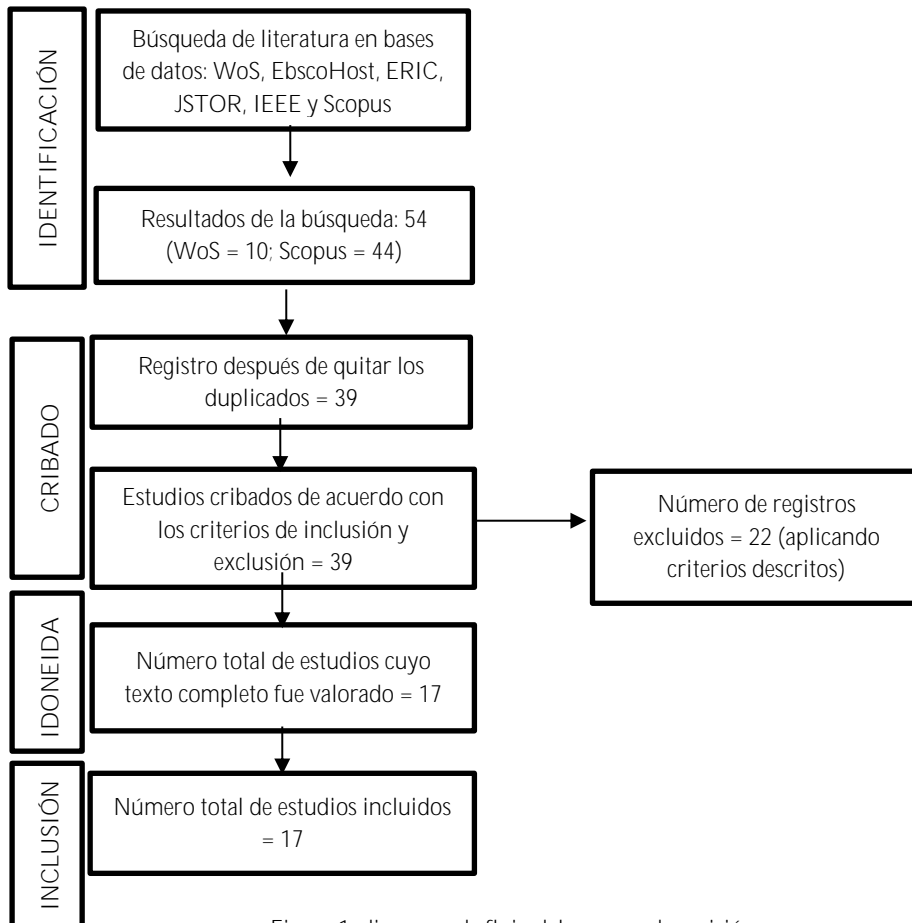 IDENTIFICACIÓN
Búsqueda de literatura en bases
de datos: WoS, EbscoHost, ERIC,
JSTOR, IEEE y Scopus
Resultados de la búsqueda: 54
(WoS = 10; Scopus = 44)
CRIBADO
Registro después de quitar los
duplicados = 39
Estudios cribados de acuerdo con
los criterios de inclusión y
exclusión = 39
Número de registros
excluidos = 22 (aplicando
criterios descritos)
IDONEIDA
Número total de estudios cuyo
texto completo fue valorado = 17
INCLUSIÓN
Número total de estudios incluidos
= 17